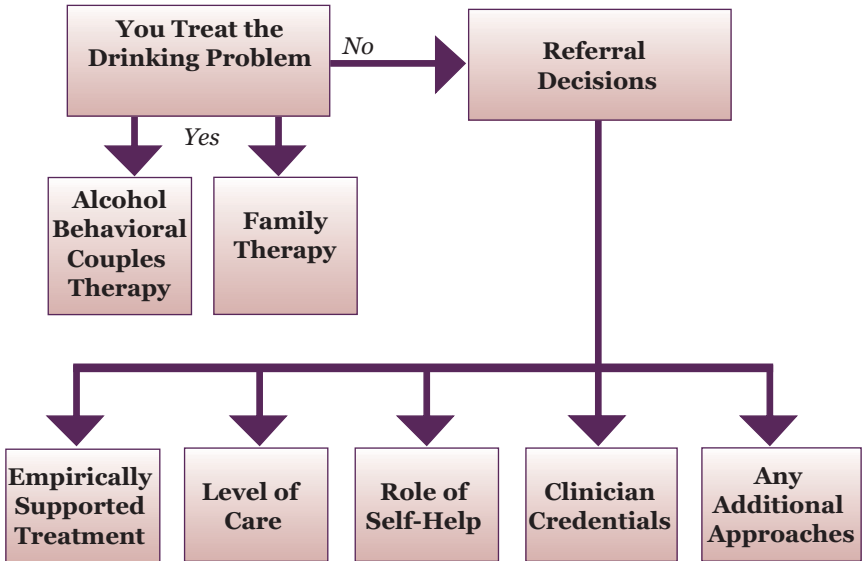 You Treat the
Drinking Problem
No
Referral
Decisions
Yes
Alcohol
Behavioral
Couples
Therapy
Family
Therapy
Empirically
Supported
Treatment
Level of
Care
Role of
Self-Help
Clinician
Credentials
Any
Additional
Approaches